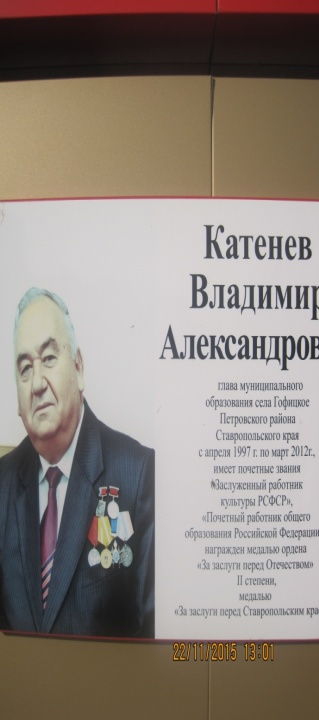 Катенев
Владимир
Александров
глава муниципального
образования села Гофицкое
Петровского района
Ставропольского края
с апреля 1997 г. по март 2012г.,
имеет почетные звания
«Заслуженный работник
культуры РСФСР»,
«Почетный работник общего
образования Российской Федерации
награжден медалью ордена
«За заслуги перед Отечеством»
II степени,
медалью
«За заслуги перед Ставропольским крае
22/11/2015 13:01